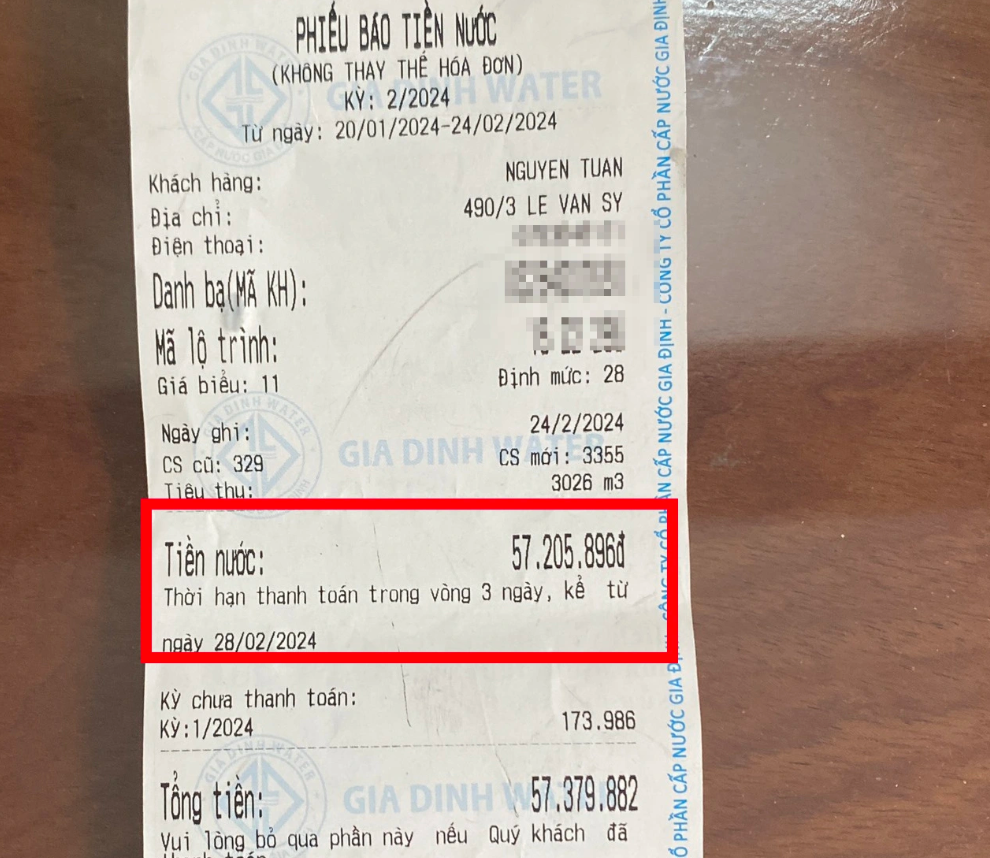 PHIẾU BÁO TIỀN NƯỚC
(KHÔNG THAY THẾ HÓA ĐƠN)
KỲ: 2/2024
Từ ngày: 20/01/2024-24/02/2024
Khách hàng: NGUYEN TUAN
Địa chỉ: 490/3 LE VAN SY
Điện thoại:
Danh bạ(MÃ KH):
Mã lộ trình:
Giá biểu: 11 Định mức: 28
Ngày ghi: 24/2/2024
CS cũ: 329 CS mới: 3355
Tiêu thụ: 3026 m3
Tiền nước: 57.205.896đ
Thời hạn thanh toán trong vòng 3 ngày, kể từ
ngày 28/02/2024
Kỳ chưa thanh toán:
Kỳ:1/2024 173.986
Tổng tiền: 57.379.882
Vui lòng bỏ qua phần này nếu Quý khách đã
GIA DINH WATER
GIA DINH WATER
GIA DINH WATER
CÔNG TY CỔ PHẦN CẤP NƯỚC GIA ĐỊNH - CÔNG TY CỔ PHẦN CẤP NƯỚC GIA ĐỊNH